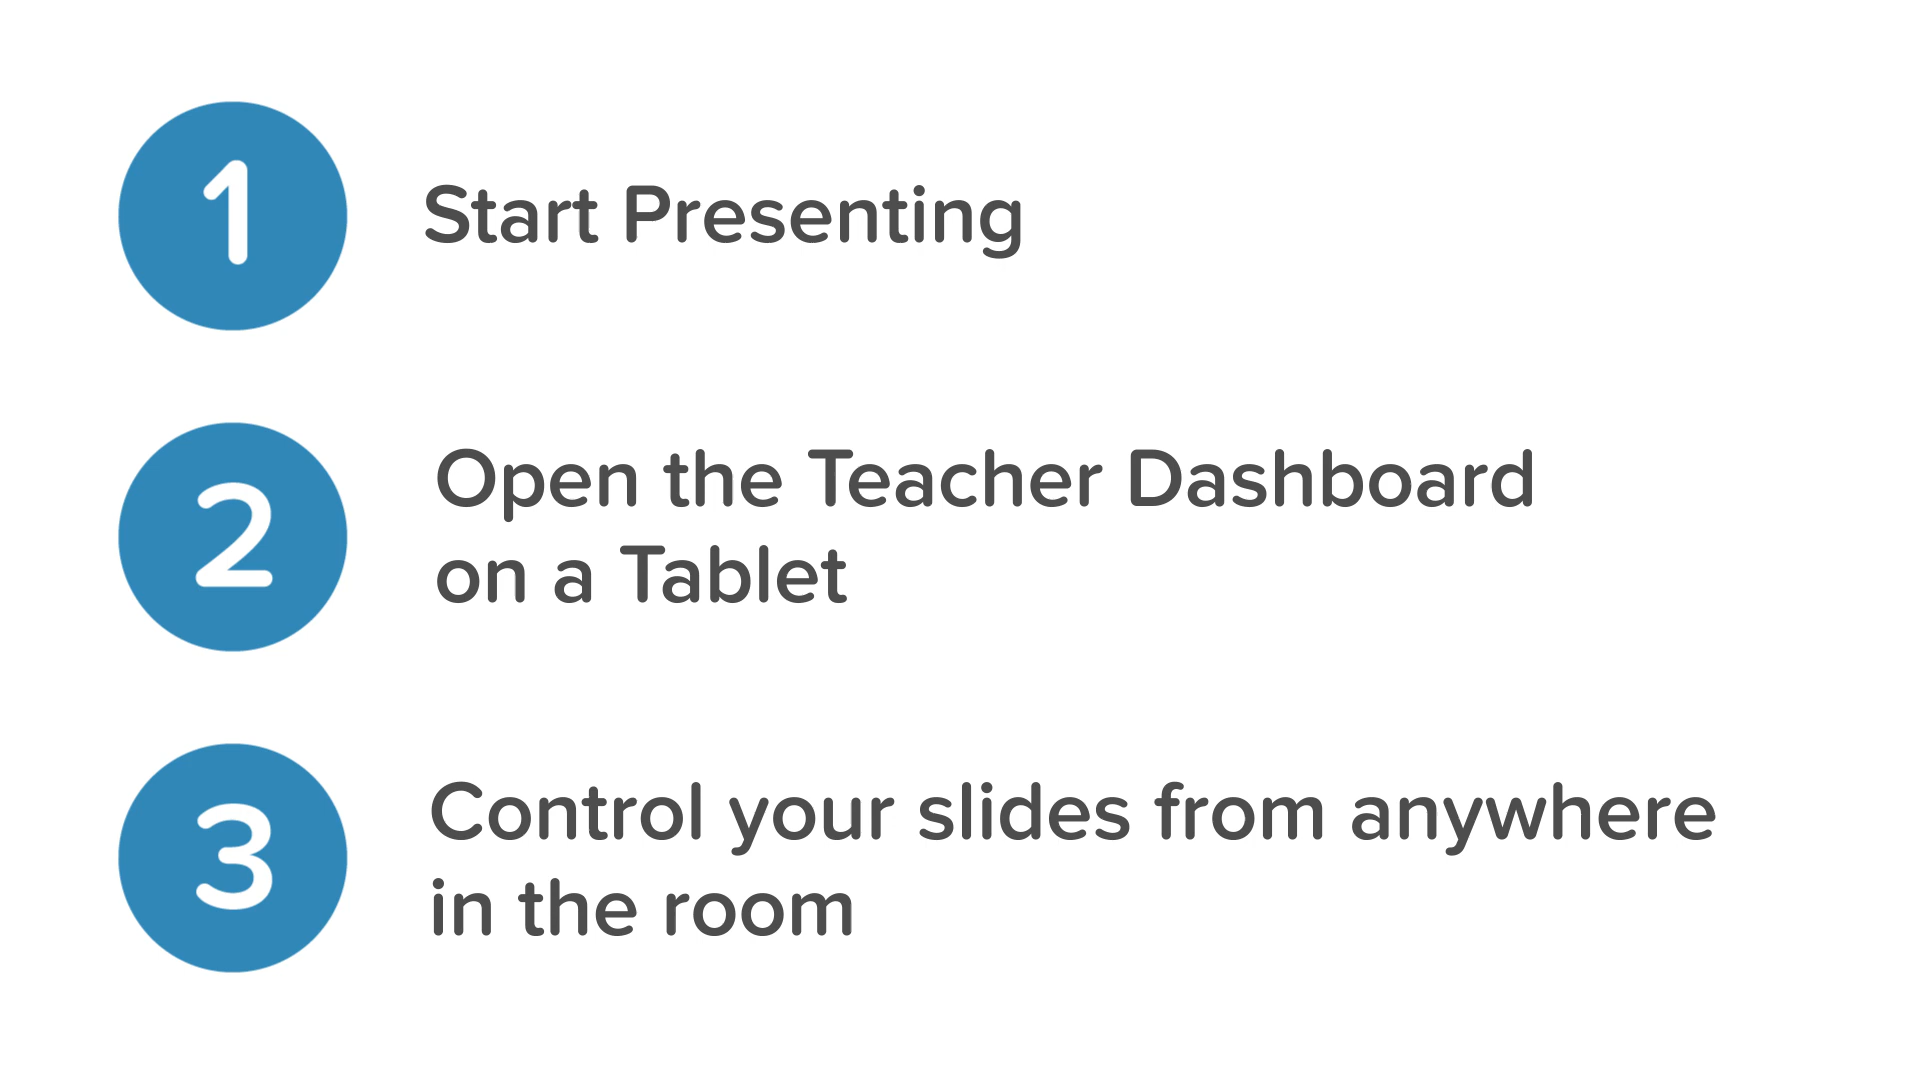 1
Start Presenting
2
Open the Teacher Dashboard
on a Tablet
3
Control your slides from anywhere
in the room